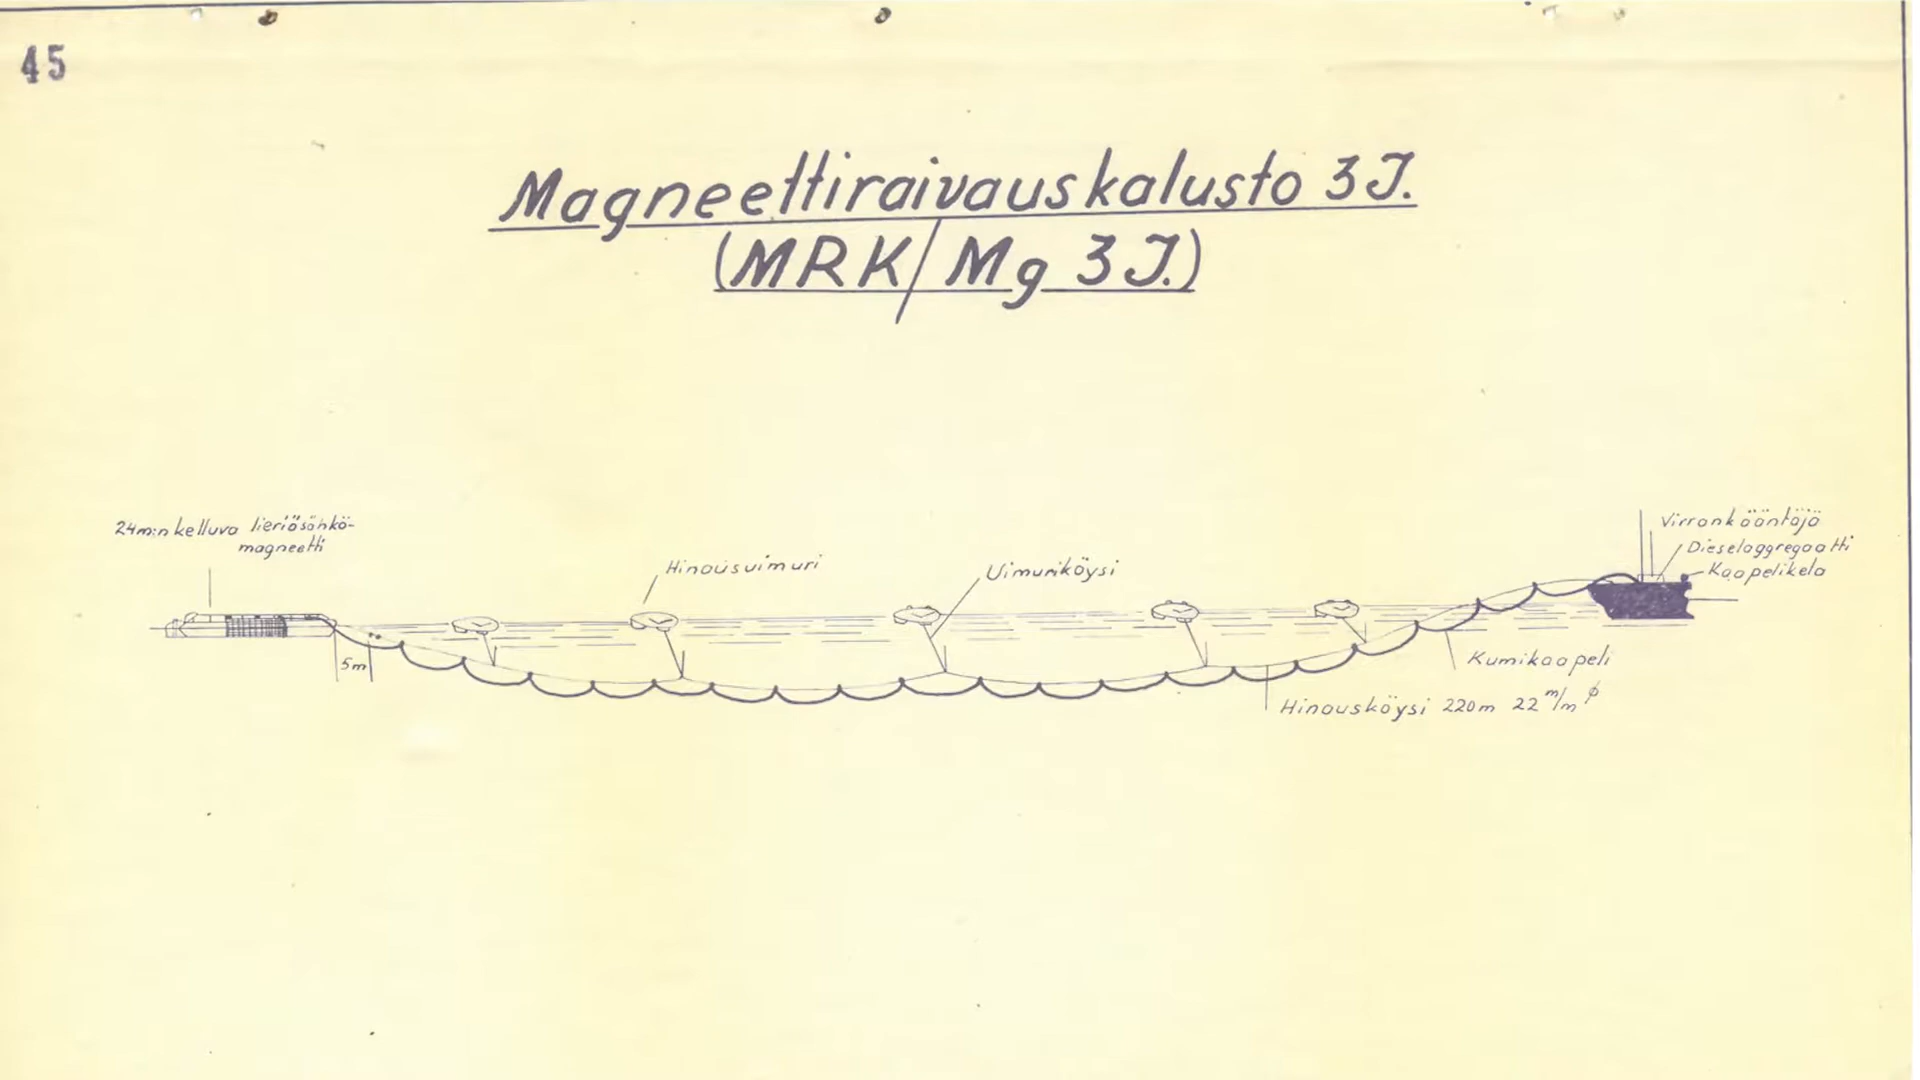 45
Magneettiraivauskalusto 3J.
(MRK/Mg 3J.)
24m:n kelluva lieriösähkö-
magneetti
Hinausuimuri
Uimuriköysi
Virrankääntäjä
Dieselaggregaatti
Kaapelikela
5m
Kumikaapeli
Hinausköysi 220m 22 m/m ϕ